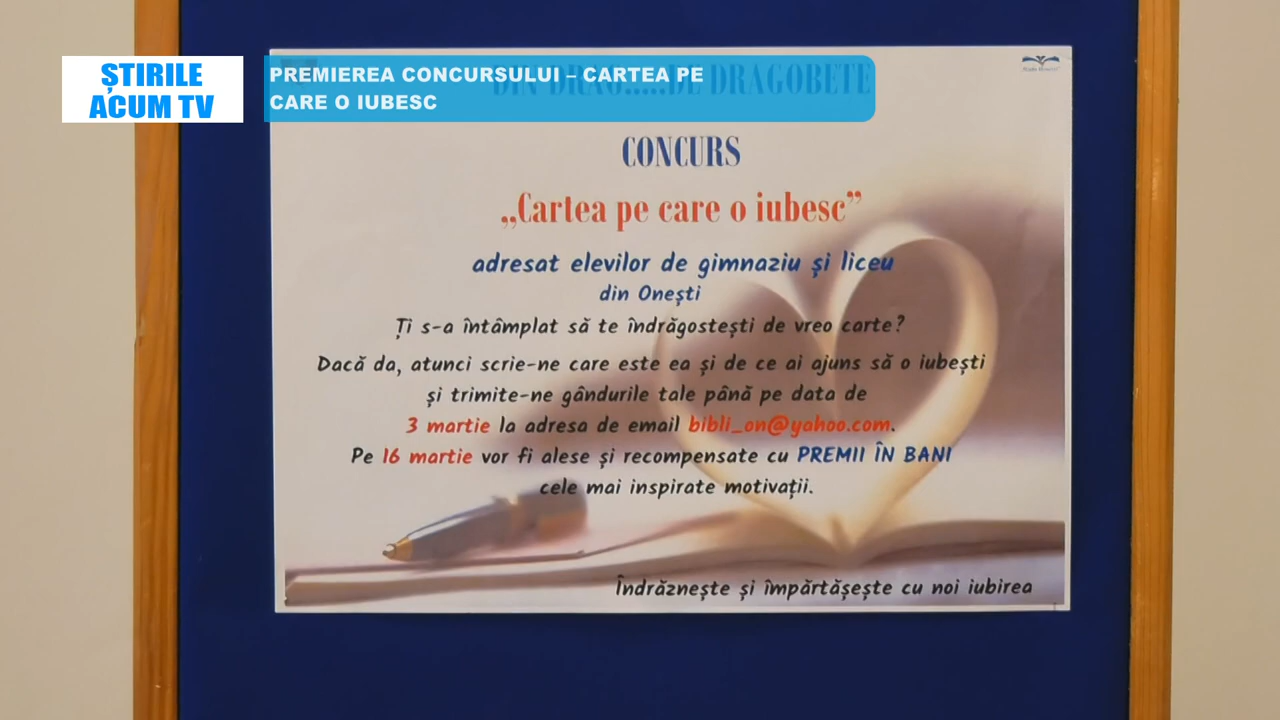 ȘTIRILE
ACUM TV
PREMIEREA CONCURSULUI – CARTEA PE
CARE O IUBESC
DIN DRAG.....DE DRAGOBETE
CONCURS
„Cartea pe care o iubesc”
adresat elevilor de gimnaziu și liceu
din Onești
Ți s-a întâmplat să te îndrăgostești de vreo carte?
Dacă da, atunci scrie-ne care este ea și de ce ai ajuns să o iubești
și trimite-ne gândurile tale până pe data de
3 martie la adresa de email bibli_on@yahoo.com.
Pe 16 martie vor fi alese și recompensate cu PREMII ÎN BANI
cele mai inspirate motivații.
Îndrăznește și împărtășește cu noi iubirea